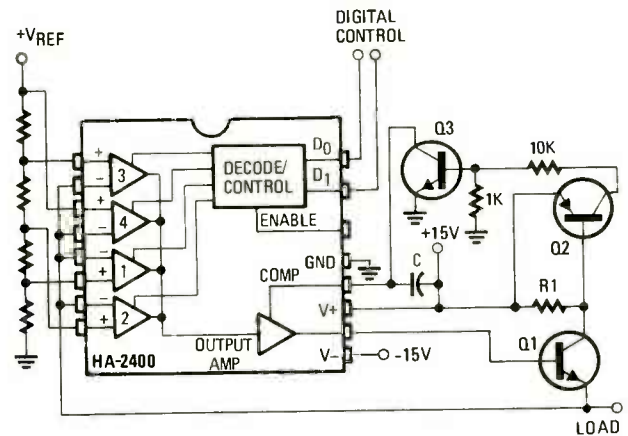 DIGITAL
CONTROL
+VREF
Q3
10K
D0
+
3
DECODE/
CONTROL
-
D1
+
4
1K
-
ENABLE
+15V
Q2
-
1
GND
+
COMP
C
-
2
V+
R1
+
OUTPUT
AMP
Q1
HA-2400
V-
-15V
LOAD